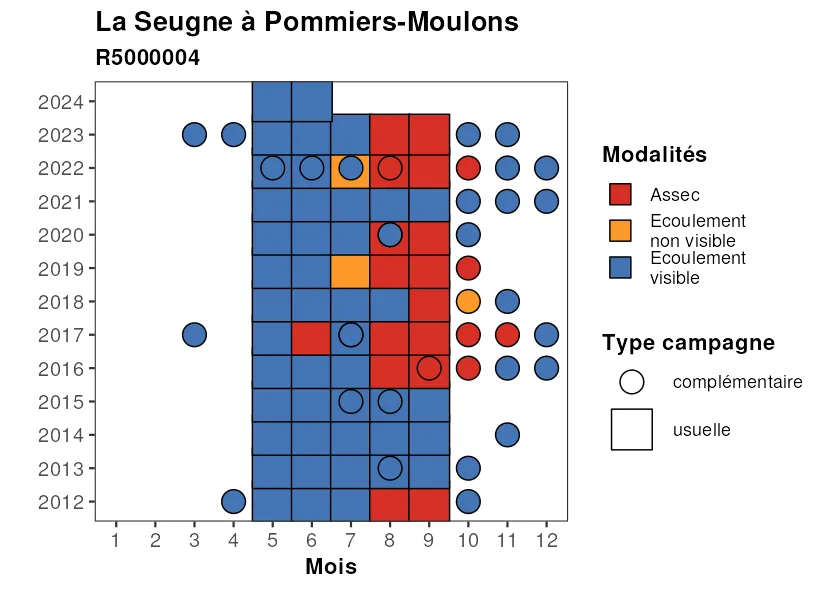 La Seugne à Pommiers-Moulons
R5000004
2024
2023
2022
2021
2020
2019
2018
2017
2016
2015
2014
2013
2012
1 2 3 4 5 6 7 8 9 10 11 12
Mois
Modalités
Assec
Ecoulement
non visible
Ecoulement
visible
Type campagne
complémentaire
usuelle